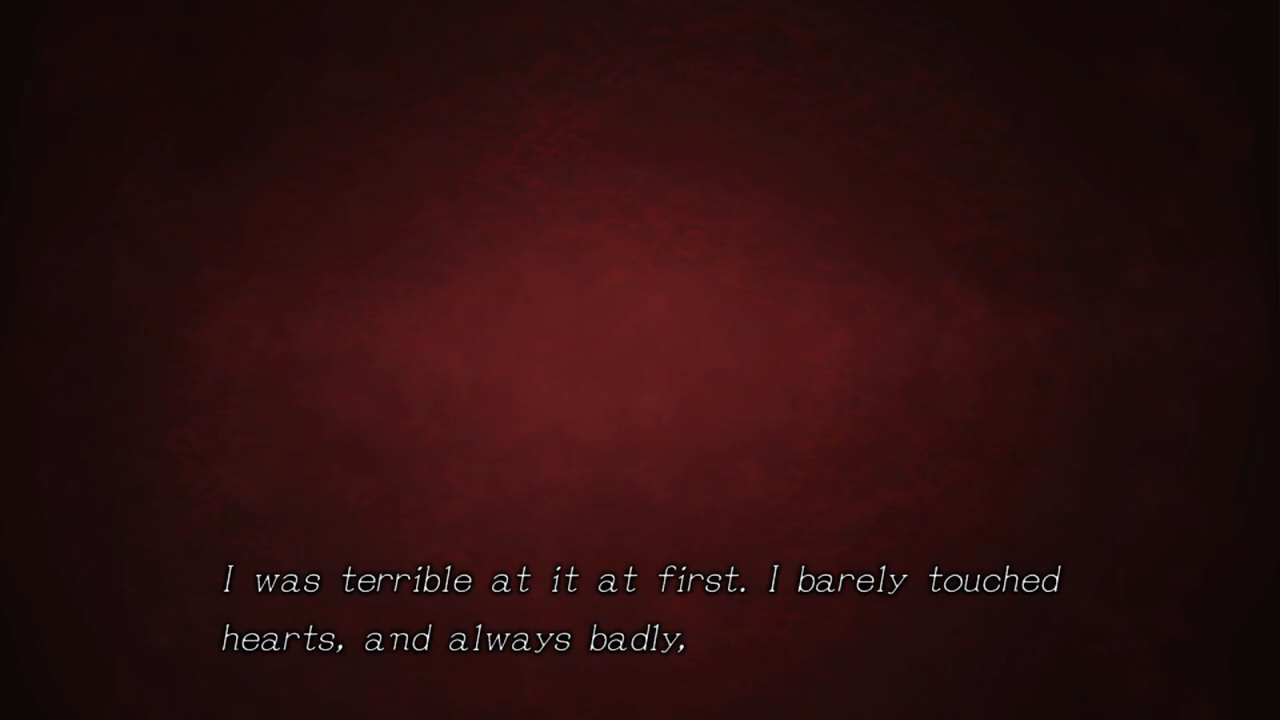 I was terrible at it at first. I barely touched
hearts, and always badly,